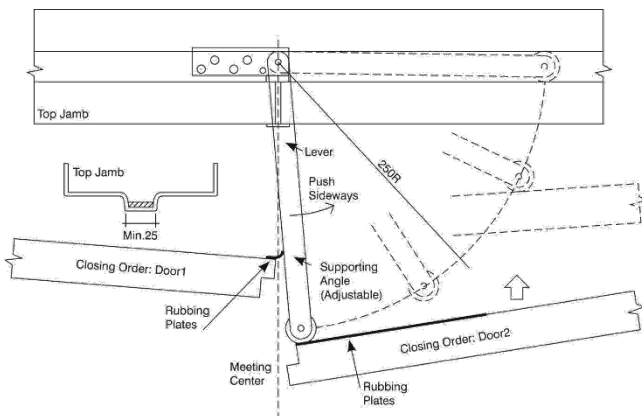 Top Jamb
Lever
250R
Top Jamb
Push
Sideways
Min.25
Closing Order: Door1
Supporting
Angle
(Adjustable)
Rubbing
Plates
Closing Order: Door2
Meeting
Center
Rubbing
Plates